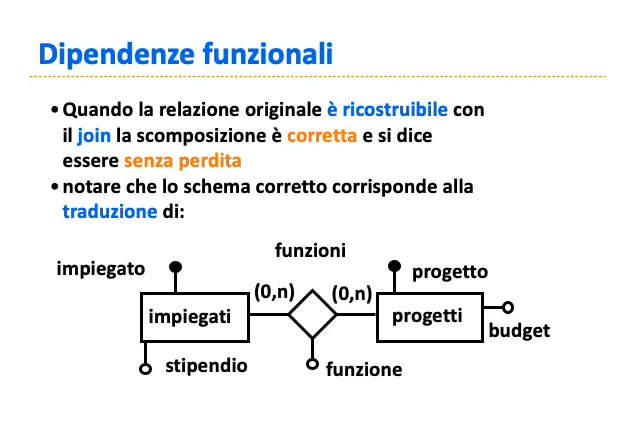 Dipendenze funzionali
•Quando la relazione originale è ricostruibile con
il join la scomposizione è corretta e si dice
essere senza perdita
•notare che lo schema corretto corrisponde alla
traduzione di:
funzioni
impiegato
progetto
(0,n)
(0,n)
impiegati
progetti
budget
stipendio
funzione